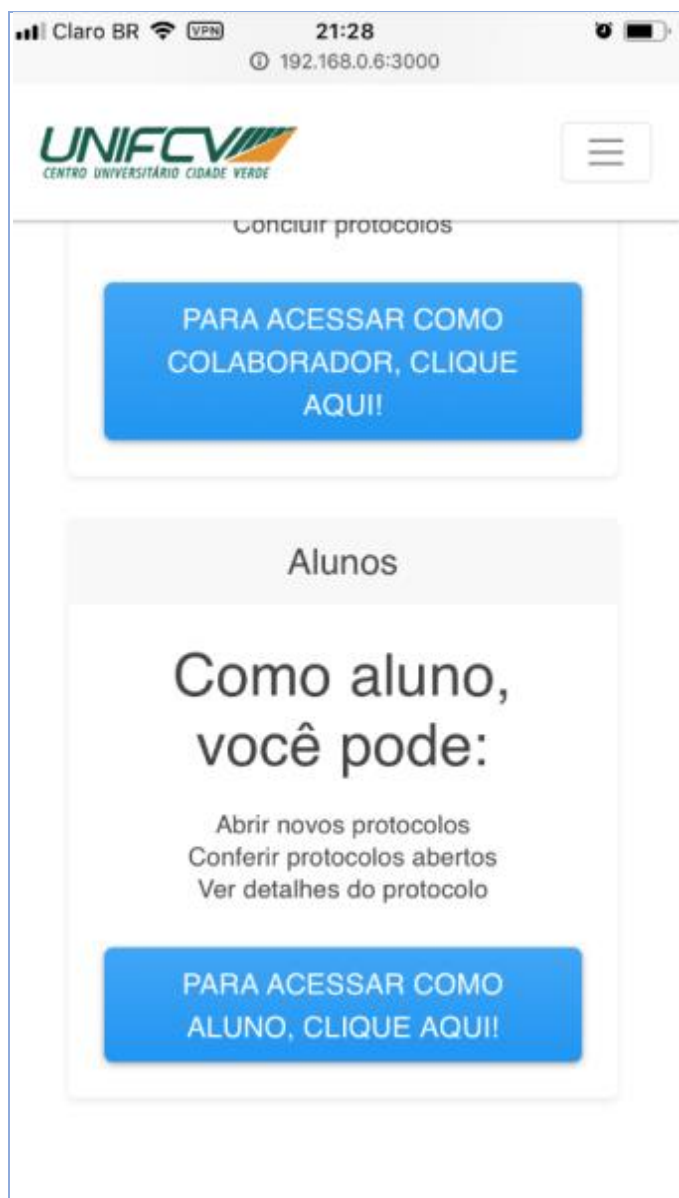 Claro BR VPN 21:28
192.168.0.6:3000
UNIFCV
CENTRO UNIVERSITÁRIO CIDADE VERDE
Concluir protocolos
PARA ACESSAR COMO
COLABORADOR, CLIQUE
AQUI!
Alunos
Como aluno,
você pode:
Abrir novos protocolos
Conferir protocolos abertos
Ver detalhes do protocolo
PARA ACESSAR COMO
ALUNO, CLIQUE AQUI!